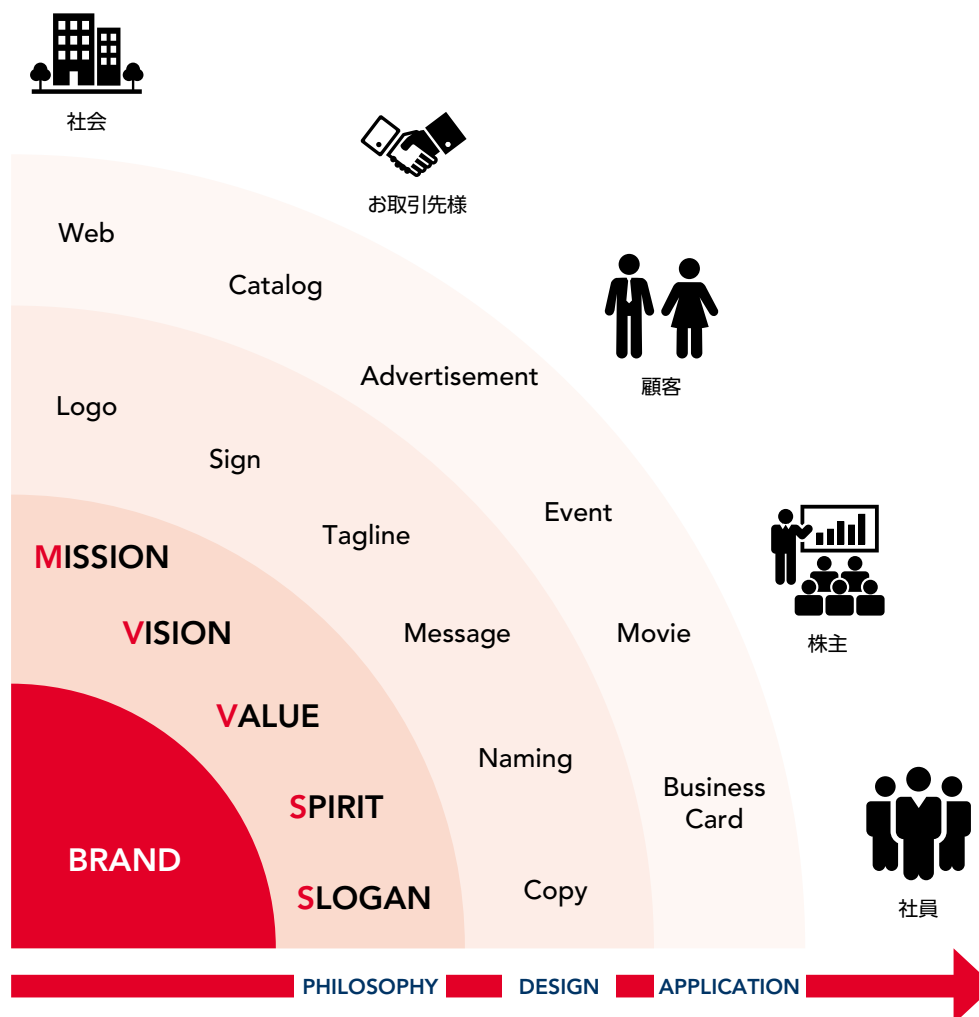 社会
お取引先様
Web
Catalog
顧客
Advertisement
Logo
Sign
Event
Tagline
MISSION
VISION
Message
Movie
株主
VALUE
Naming
Business
Card
SPIRIT
BRAND
SLOGAN
Copy
社員
PHILOSOPHY DESIGN APPLICATION